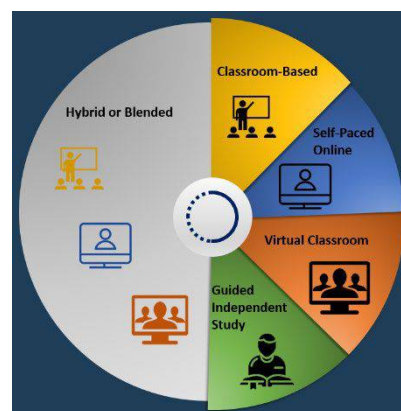 Classroom-Based
Hybrid or Blended
Self-Paced
Online
Virtual Classroom
Guided
Independent
Study